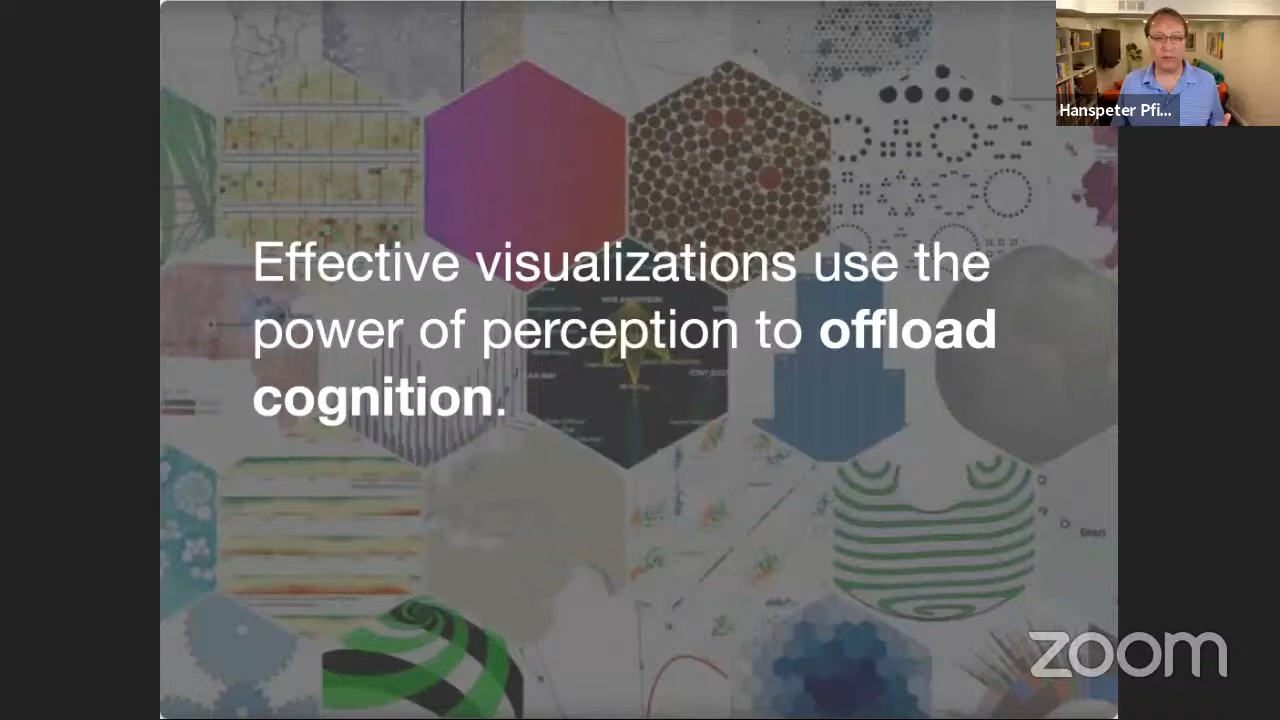 Hanspeter Pfi...
Effective visualizations use the
power of perception to offload
cognition.
zoom